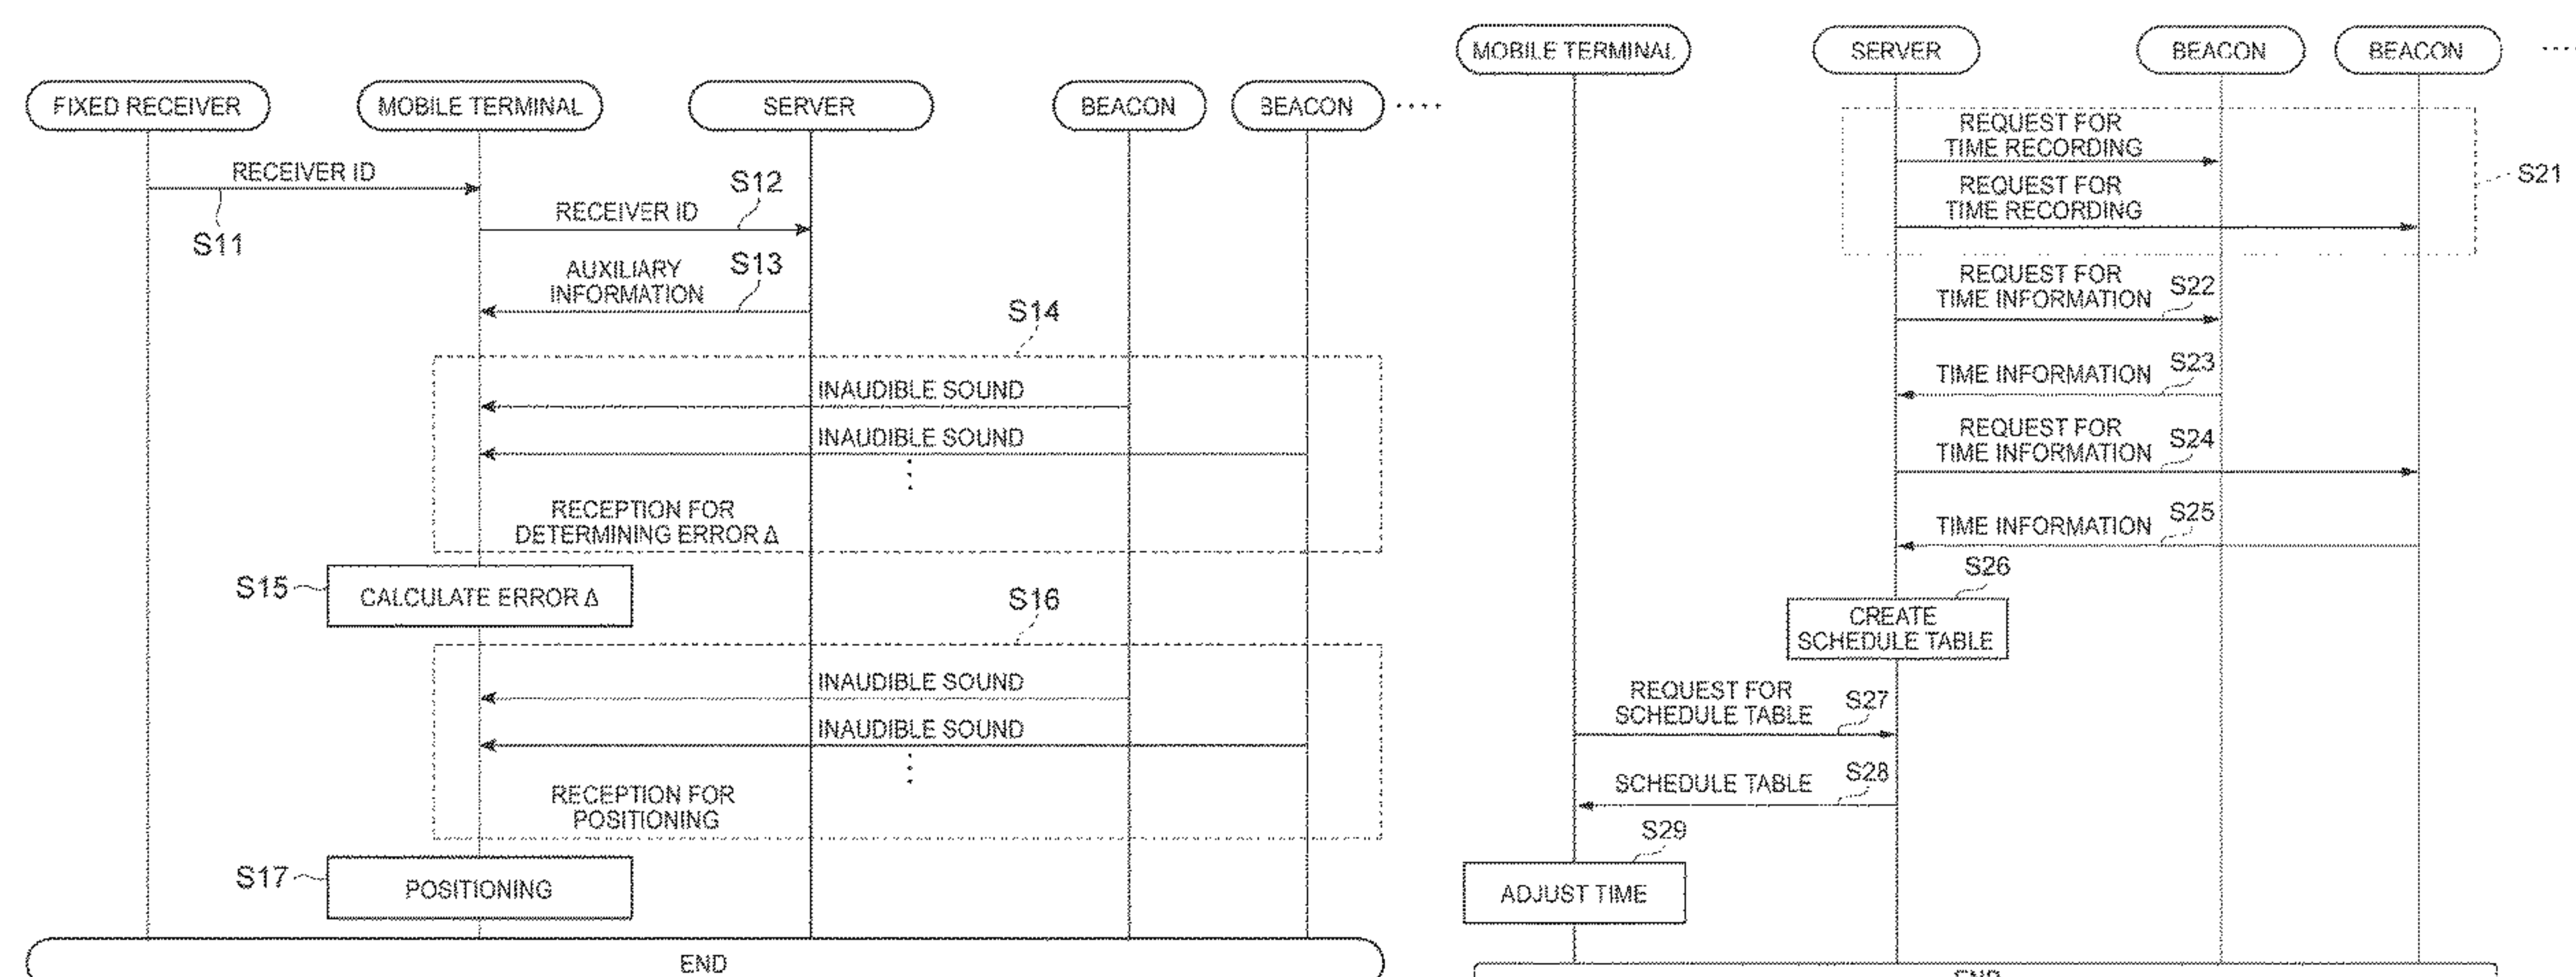 FIXED RECEIVER
MOBILE TERMINAL
SERVER
BEACON
BEACON
RECEIVER ID
S11
RECEIVER ID
S12
AUXILIARY
INFORMATION
S13
S14
INAUDIBLE SOUND
INAUDIBLE SOUND
RECEPTION FOR
DETERMINING ERROR Δ
S15
CALCULATE ERROR Δ
S16
INAUDIBLE SOUND
INAUDIBLE SOUND
RECEPTION FOR
POSITIONING
S17
POSITIONING
END
MOBILE TERMINAL
SERVER
BEACON
BEACON
REQUEST FOR
TIME RECORDING
REQUEST FOR
TIME RECORDING
S21
REQUEST FOR
TIME INFORMATION
S22
TIME INFORMATION
S23
REQUEST FOR
TIME INFORMATION
S24
TIME INFORMATION
S25
S26
CREATE
SCHEDULE TABLE
REQUEST FOR
SCHEDULE TABLE
S27
SCHEDULE TABLE
S28
S29
ADJUST TIME
END